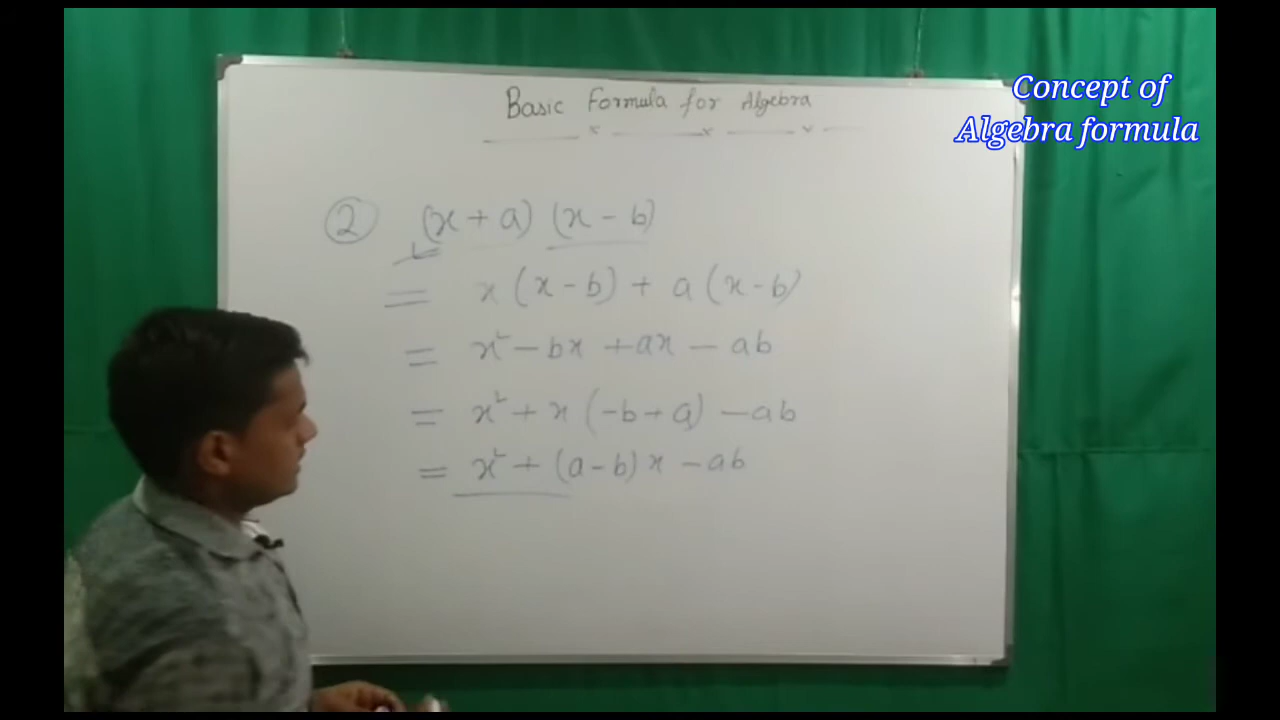 Basic Formula for Algebra
Concept of
Algebra formula
② (x + a) (x - b)
= x (x - b) + a (x - b)
= x² - bx + ax - ab
= x² + x (-b + a) - ab
= x² + (a - b) x - ab